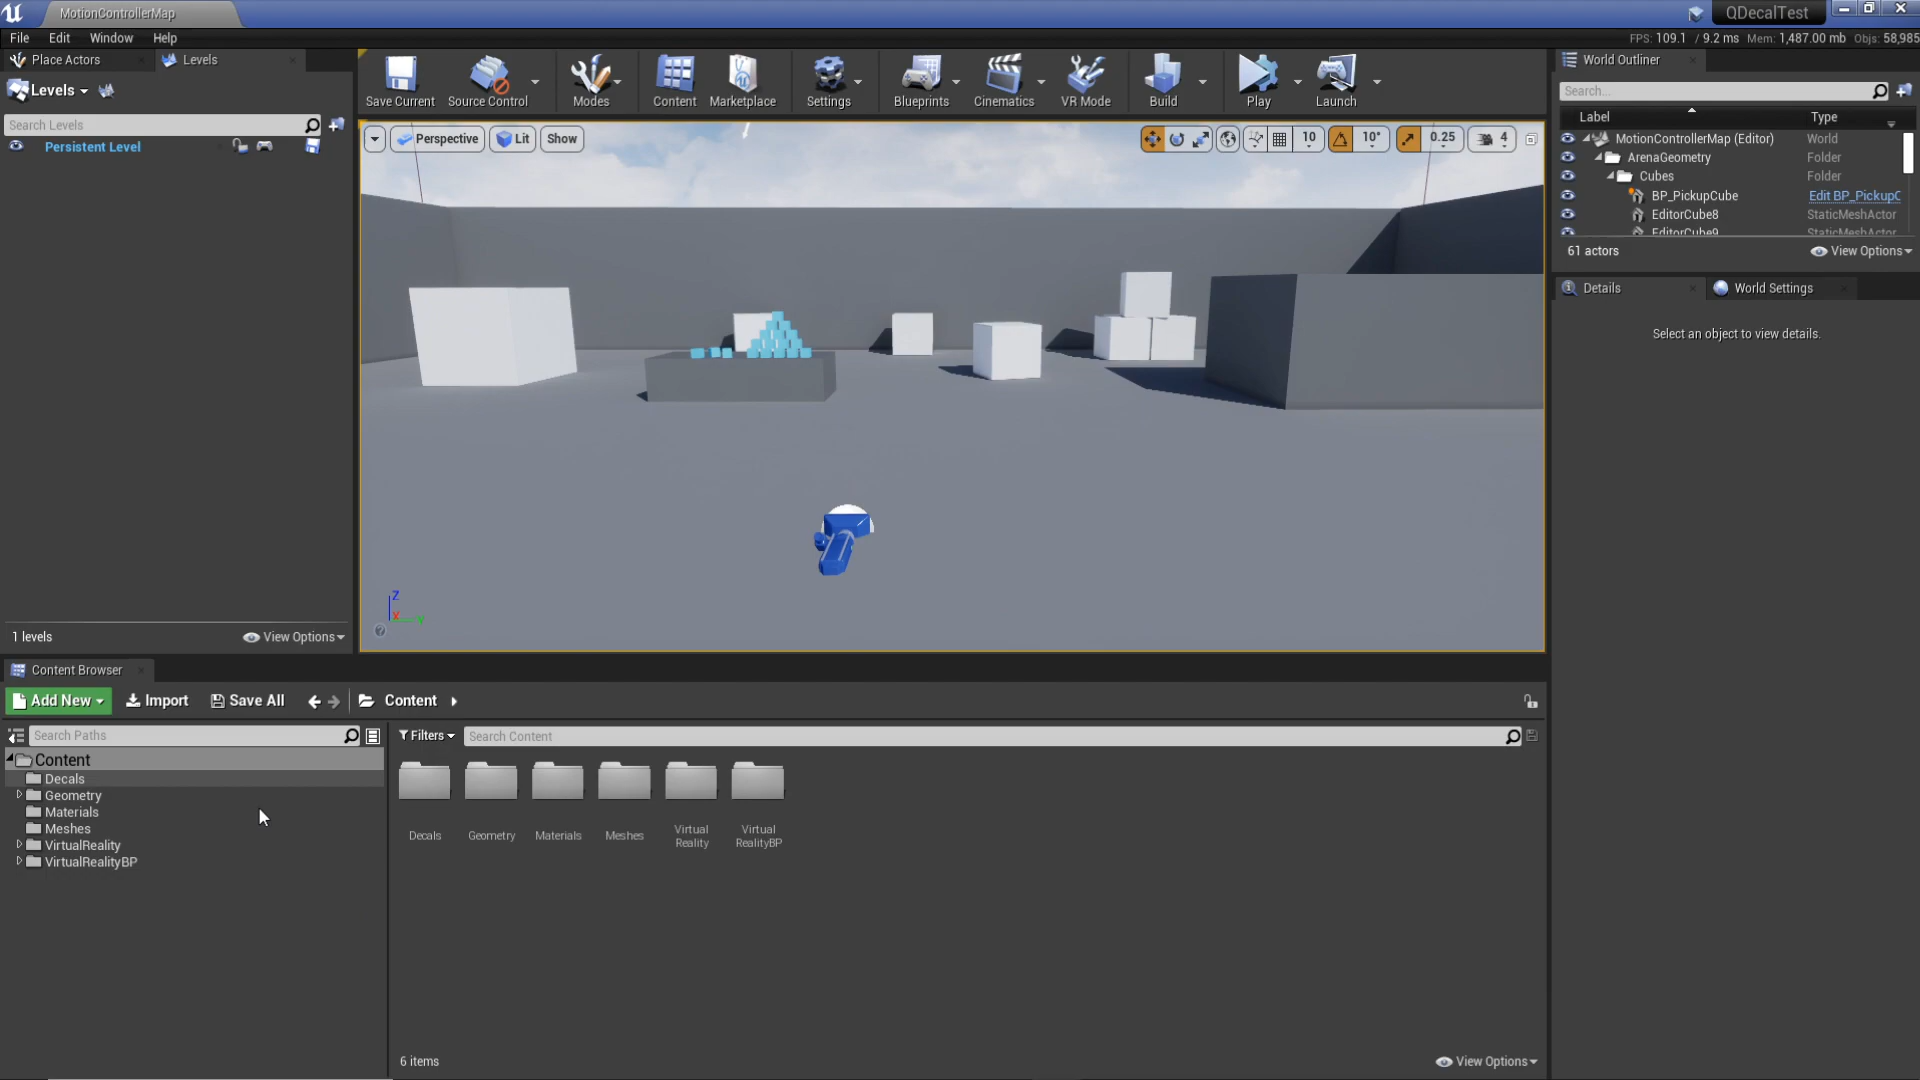 MotionControllerMap
QDecalTest
File Edit Window Help
FPS: 109.1 / 9.2 ms Mem: 1,487.00 mb Objs: 58,985
Place Actors
Levels
Levels
Search Levels
Persistent Level
1 levels
View Options
Save Current
Source Control
Modes
Content
Marketplace
Settings
Blueprints
Cinematics
VR Mode
Build
Play
Launch
Perspective
Lit
Show
10
10°
0.25
4
Z
X
Y
World Outliner
Search...
Label Type
MotionControllerMap (Editor) World
ArenaGeometry Folder
Cubes Folder
BP_PickupCube Edit BP_PickupC
EditorCube8 StaticMeshActor
EditorCube9 StaticMeshActor
61 actors
View Options
Details
World Settings
Select an object to view details.
Content Browser
Add New
Import
Save All
Content
Search Paths
Filters
Search Content
Content
Decals
Geometry
Materials
Meshes
VirtualReality
VirtualRealityBP
Decals
Geometry
Materials
Meshes
Virtual
Reality
Virtual
RealityBP
6 items
View Options